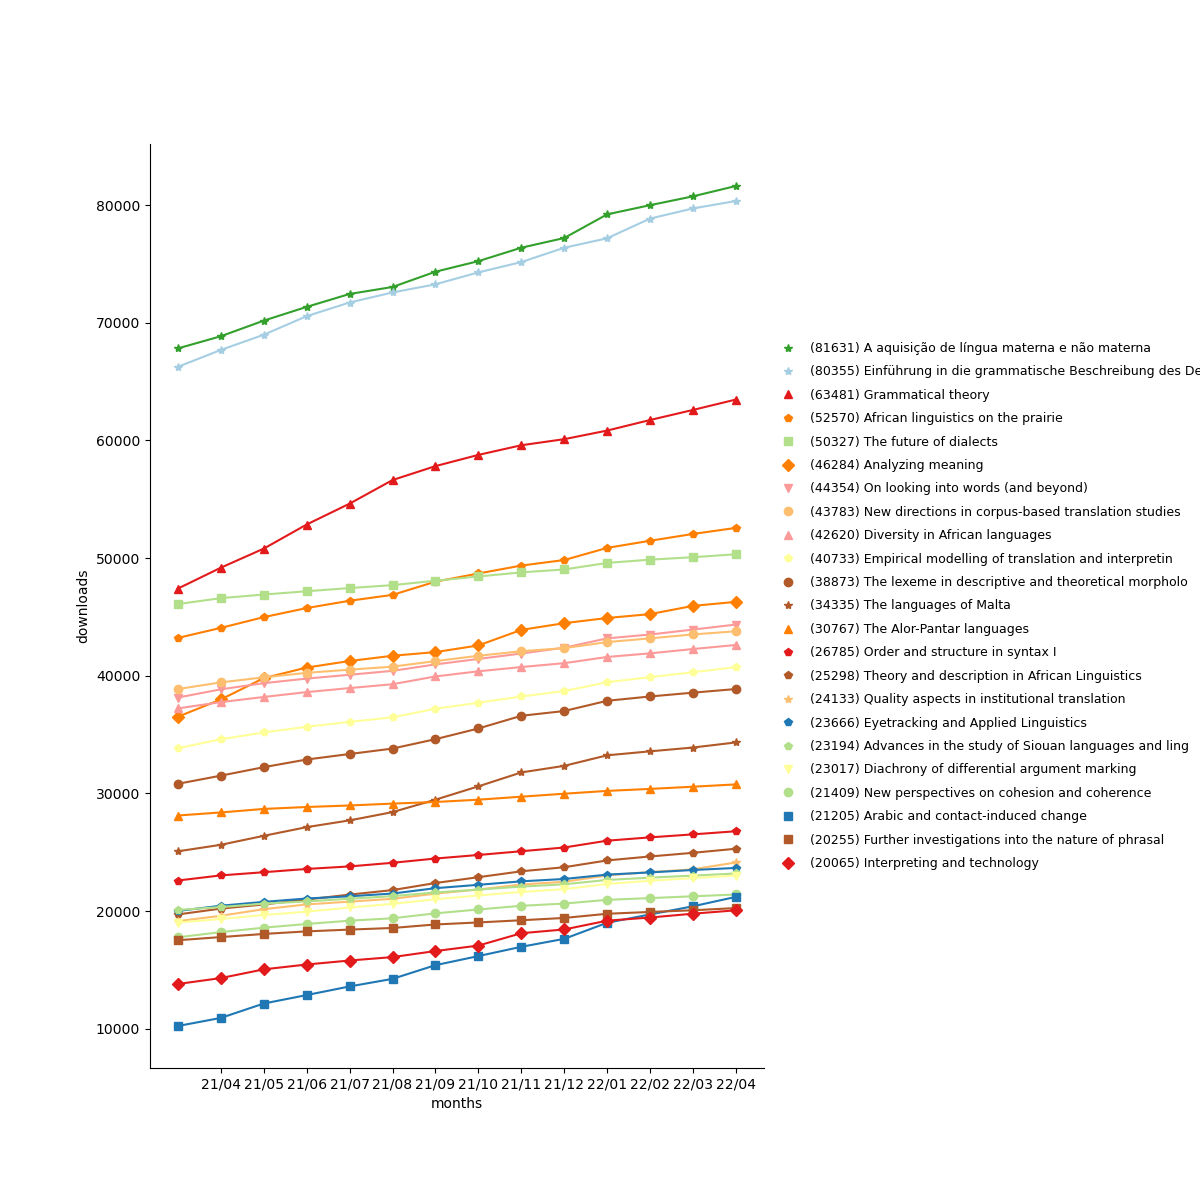 80000
70000
60000
50000
40000
30000
20000
10000
downloads
21/04 21/05 21/06 21/07 21/08 21/09 21/10 21/11 21/12 22/01 22/02 22/03 22/04
months
(81631) A aquisição de língua materna e não materna
(80355) Einführung in die grammatische Beschreibung des De
(63481) Grammatical theory
(52570) African linguistics on the prairie
(50327) The future of dialects
(46284) Analyzing meaning
(44354) On looking into words (and beyond)
(43783) New directions in corpus-based translation studies
(42620) Diversity in African languages
(40733) Empirical modelling of translation and interpretin
(38873) The lexeme in descriptive and theoretical morpholo
(34335) The languages of Malta
(30767) The Alor-Pantar languages
(26785) Order and structure in syntax I
(25298) Theory and description in African Linguistics
(24133) Quality aspects in institutional translation
(23666) Eyetracking and Applied Linguistics
(23194) Advances in the study of Siouan languages and ling
(23017) Diachrony of differential argument marking
(21409) New perspectives on cohesion and coherence
(21205) Arabic and contact-induced change
(20255) Further investigations into the nature of phrasal
(20065) Interpreting and technology